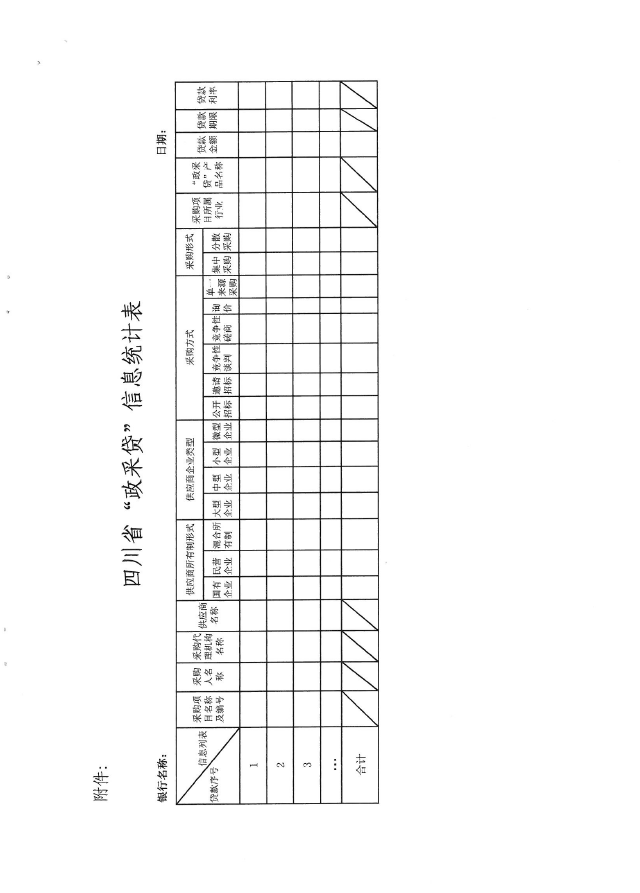 附件：
四川省“政采贷”信息统计表
银行名称：
日期：
信息列表
贷款序号
采购项
目名称
及编号
采购
人名
称
采购代
理机构
名称
供应商
名称
供应商所有制形式
国有
企业
民营
企业
混合所
有制
供应商企业类型
大型
企业
中型
企业
小型
企业
微型
企业
采购方式
公开
招标
邀请
招标
竞争性
谈判
竞争性
磋商
询
价
单一
来源
采购
采购形式
集中
采购
分散
采购
采购项
目所属
行业
“政采
贷”产
品名称
贷款
金额
贷款
期限
贷款
利率
1
2
3
…
合计